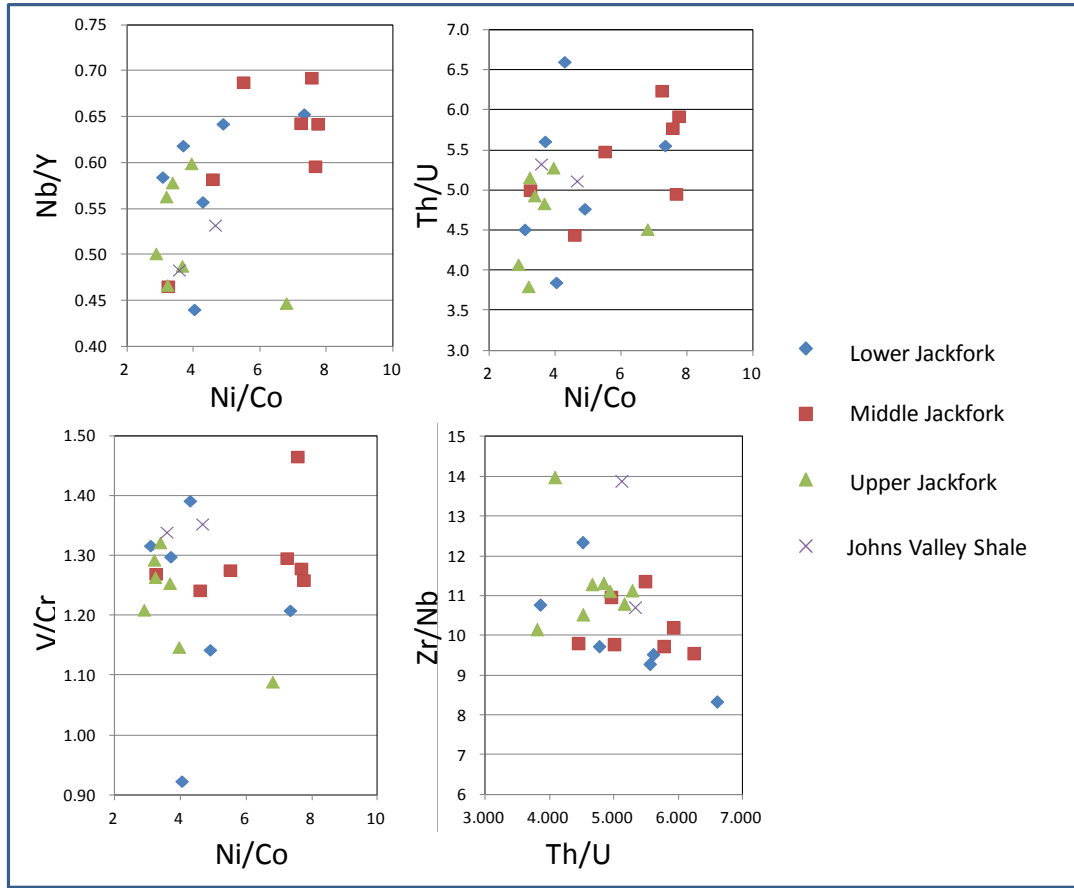 0.75
0.70
0.65
0.60
0.55
0.50
0.45
0.40
Nb/Y
2 4 6 8 10
Ni/Co
7.0
6.5
6.0
5.5
5.0
4.5
4.0
3.5
3.0
Th/U
2 4 6 8 10
Ni/Co
1.50
1.40
1.30
1.20
1.10
1.00
0.90
V/Cr
2 4 6 8 10
Ni/Co
15
14
13
12
11
10
9
8
7
6
Zr/Nb
3.000 4.000 5.000 6.000 7.000
Th/U
Lower Jackfork
Middle Jackfork
Upper Jackfork
Johns Valley Shale